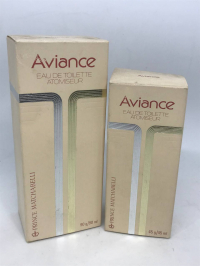 Aviance
EAU DE TOILETTE
ATOMISEUR
PRINCE MATCHABELLI
Aviance
EAU DE TOILETTE
ATOMISEUR
PRINCE MATCHABELLI